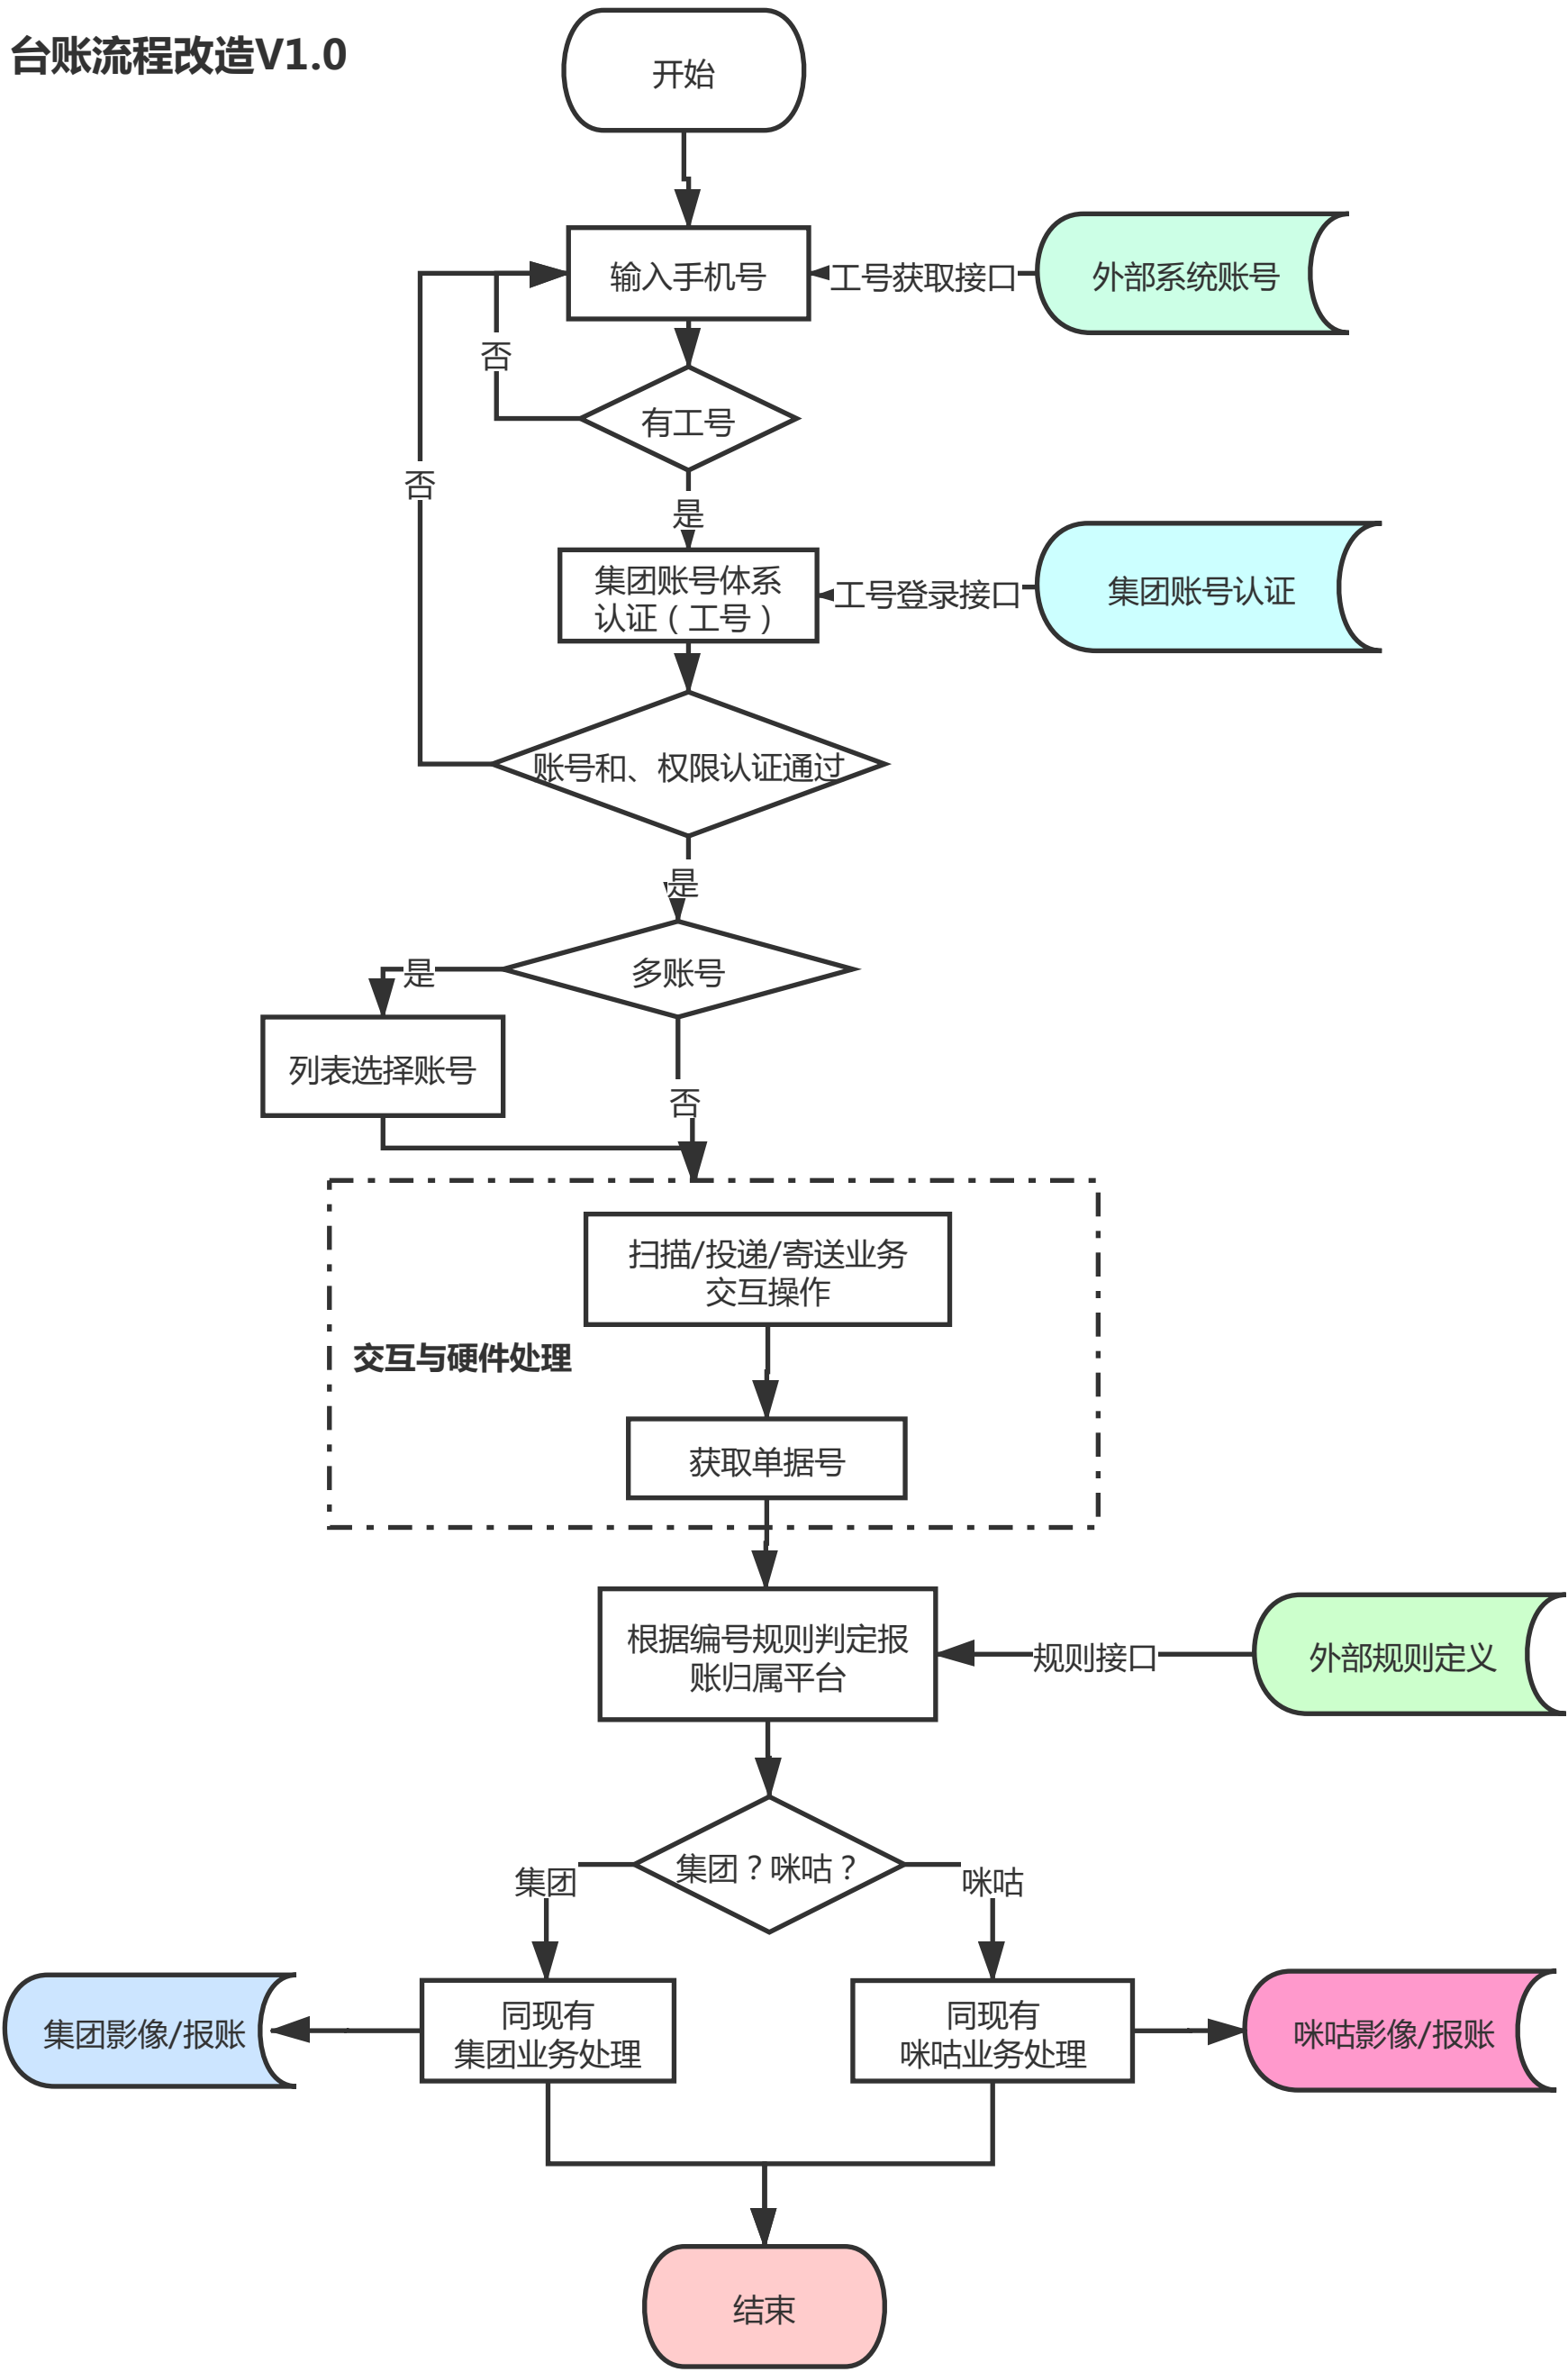 台账流程改造V1.0
开始
输入手机号
工号获取接口
外部系统账号
否
有工号
否
是
集团账号体系
认证（工号）
工号登录接口
集团账号认证
账号和、权限认证通过
是
多账号
是
列表选择账号
否
扫描/投递/寄送业务
交互操作
交互与硬件处理
获取单据号
根据编号规则判定报
账归属平台
规则接口
外部规则定义
集团？咪咕？
集团
咪咕
集团影像/报账
同现有
集团业务处理
同现有
咪咕业务处理
咪咕影像/报账
结束